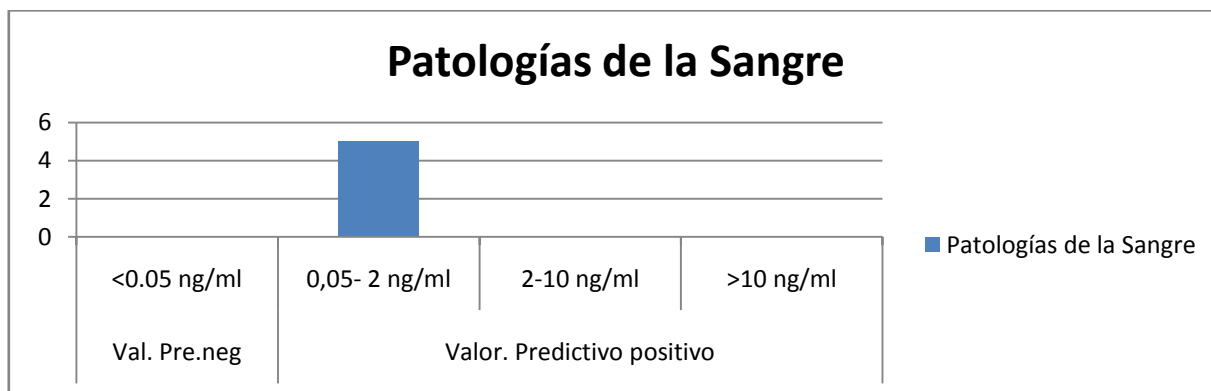 Patologías de la Sangre
6
4
2
0
<0.05 ng/ml 0,05- 2 ng/ml 2-10 ng/ml >10 ng/ml
Val. Pre.neg Valor. Predictivo positivo
Patologías de la Sangre